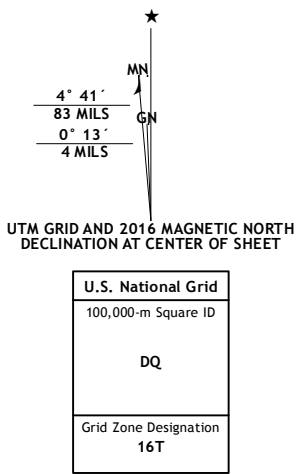 MN
4° 41´
83 MILS
GN
0° 13´
4 MILS
UTM GRID AND 2016 MAGNETIC NORTH
DECLINATION AT CENTER OF SHEET
U.S. National Grid
100,000-m Square ID
DQ
Grid Zone Designation
16T